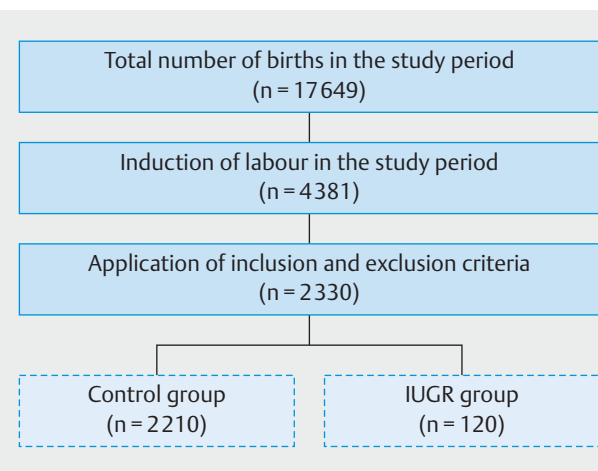 Total number of births in the study period
(n = 17 649)
Induction of labour in the study period
(n = 4381)
Application of inclusion and exclusion criteria
(n = 2330)
Control group
(n = 2210)
IUGR group
(n = 120)